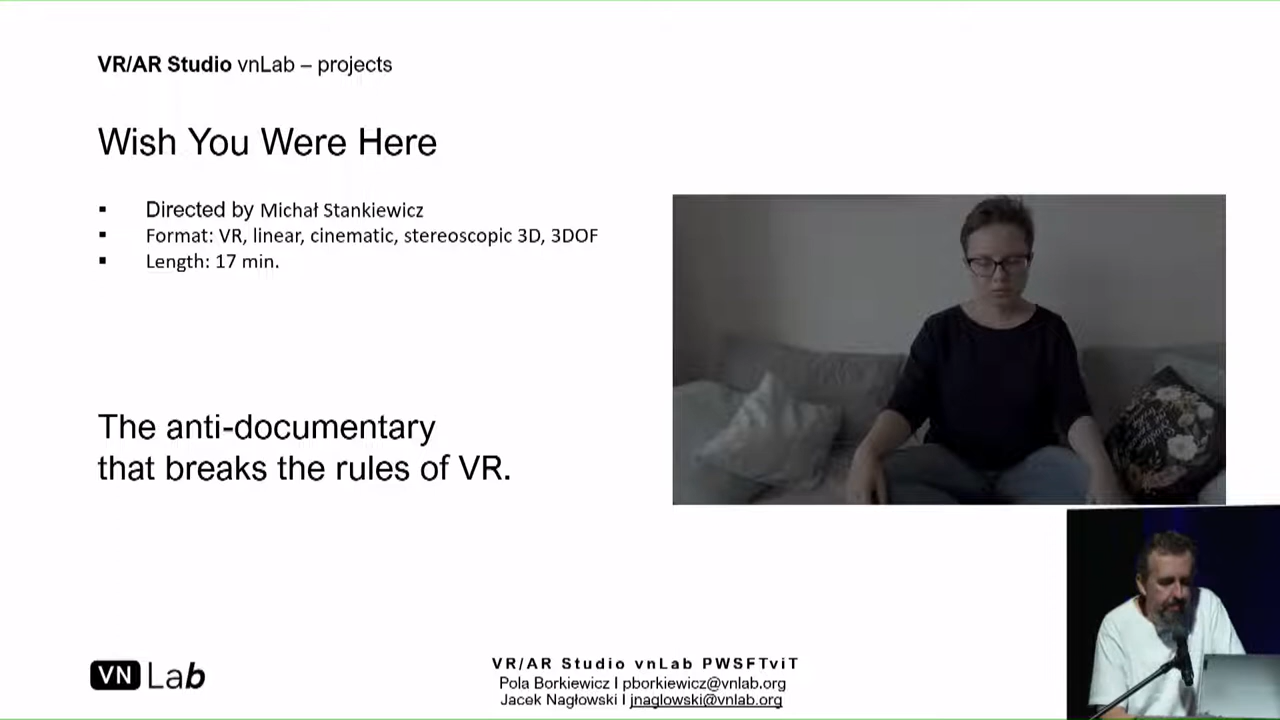 VR/AR Studio vnLab – projects
Wish You Were Here
▪ Directed by Michał Stankiewicz
▪ Format: VR, linear, cinematic, stereoscopic 3D, 3DOF
▪ Length: 17 min.
The anti-documentary
that breaks the rules of VR.
VN Lab
VR/AR Studio vnLab PWSFTviT
Pola Borkiewicz I pborkiewicz@vnlab.org
Jacek Nagłowski I jnaglowski@vnlab.org